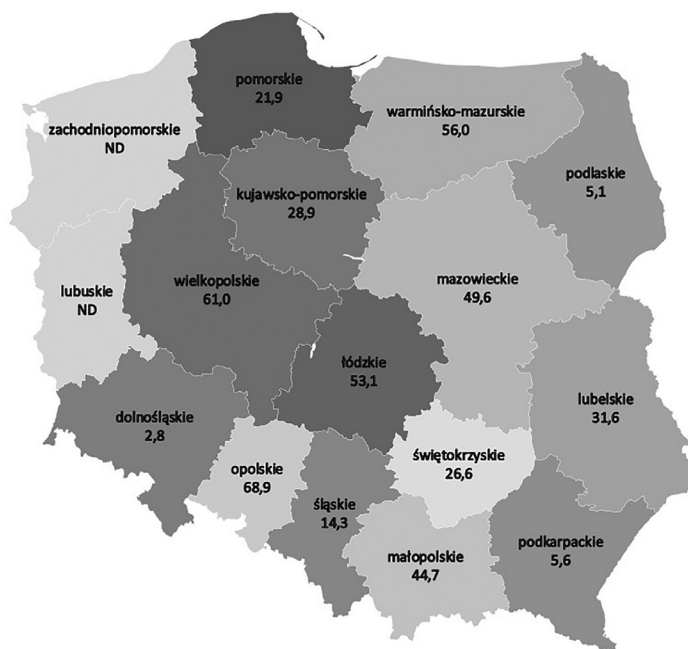 pomorskie
21,9
warmińsko-mazurskie
56,0
zachodniopomorskie
ND
podlaskie
5,1
kujawsko-pomorskie
28,9
wielkopolskie
61,0
mazowieckie
49,6
lubuskie
ND
łódzkie
53,1
lubelskie
31,6
dolnośląskie
2,8
świętokrzyskie
26,6
opolskie
68,9
śląskie
14,3
podkarpackie
5,6
małopolskie
44,7